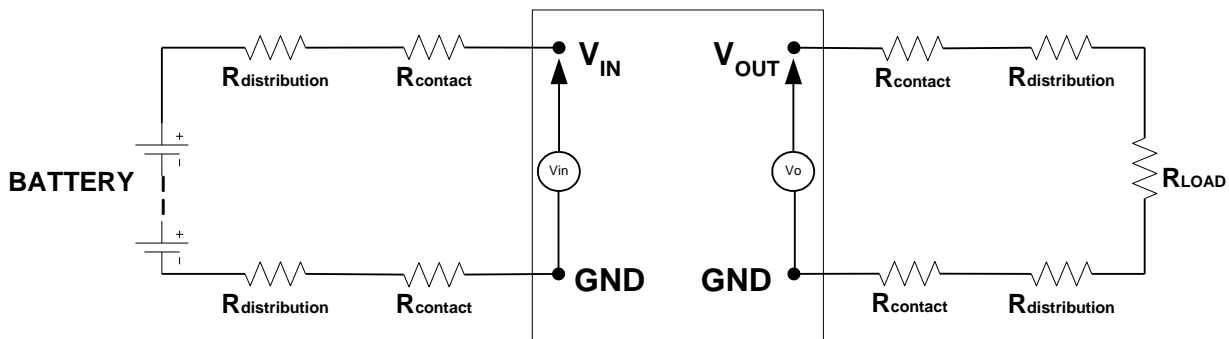 Rdistribution
Rcontact
VIN
VOUT
Rcontact
Rdistribution
+
-
BATTERY
Vin
Vo
RLOAD
+
-
GND
GND
Rdistribution
Rcontact
Rcontact
Rdistribution